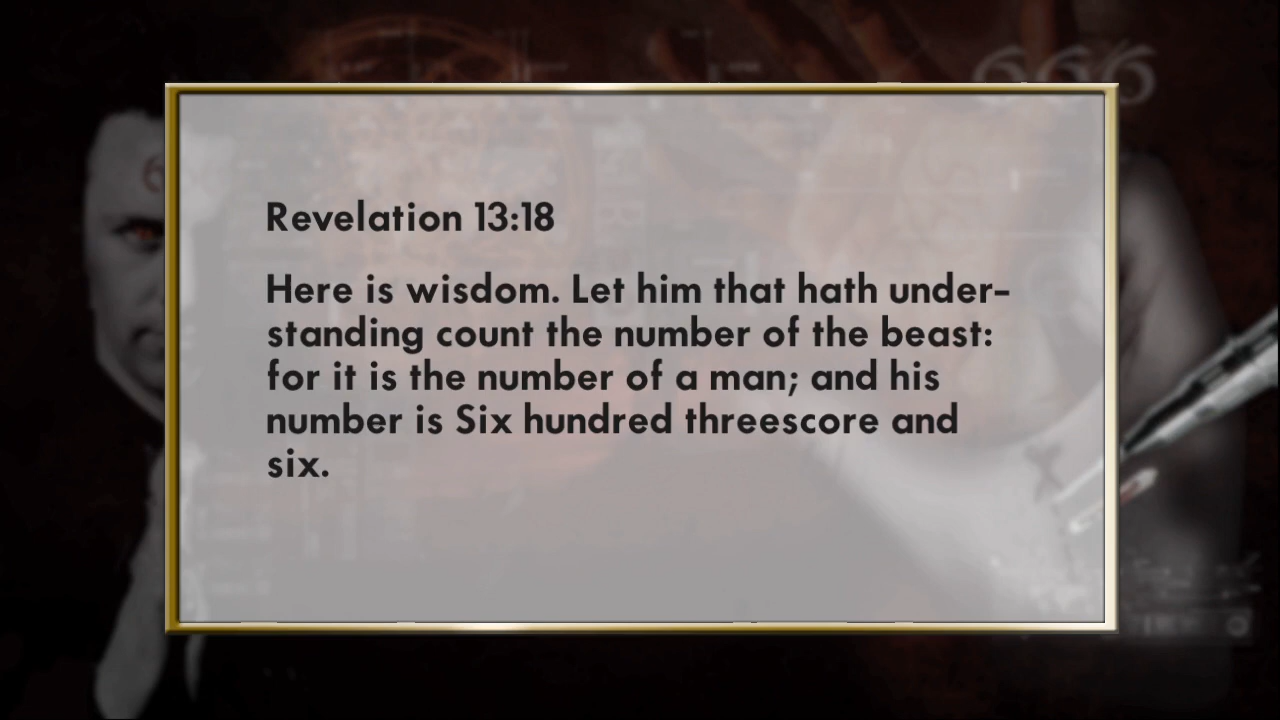 666
Revelation 13:18
Here is wisdom. Let him that hath under-
standing count the number of the beast:
for it is the number of a man; and his
number is Six hundred threescore and
six.